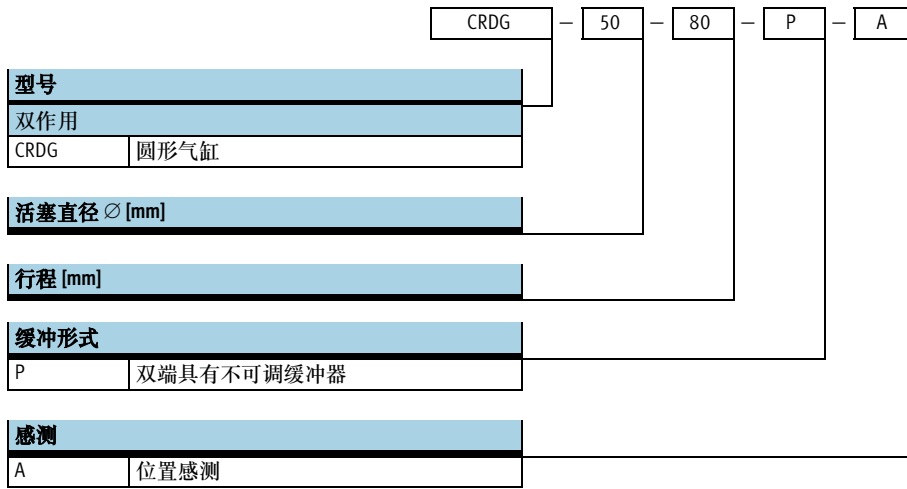 CRDG — 50 — 80 — P — A
型号
双作用
CRDG 圆形气缸
活塞直径 ∅ [mm]
行程 [mm]
缓冲形式
P 双端具有不可调缓冲器
感测
A 位置感测